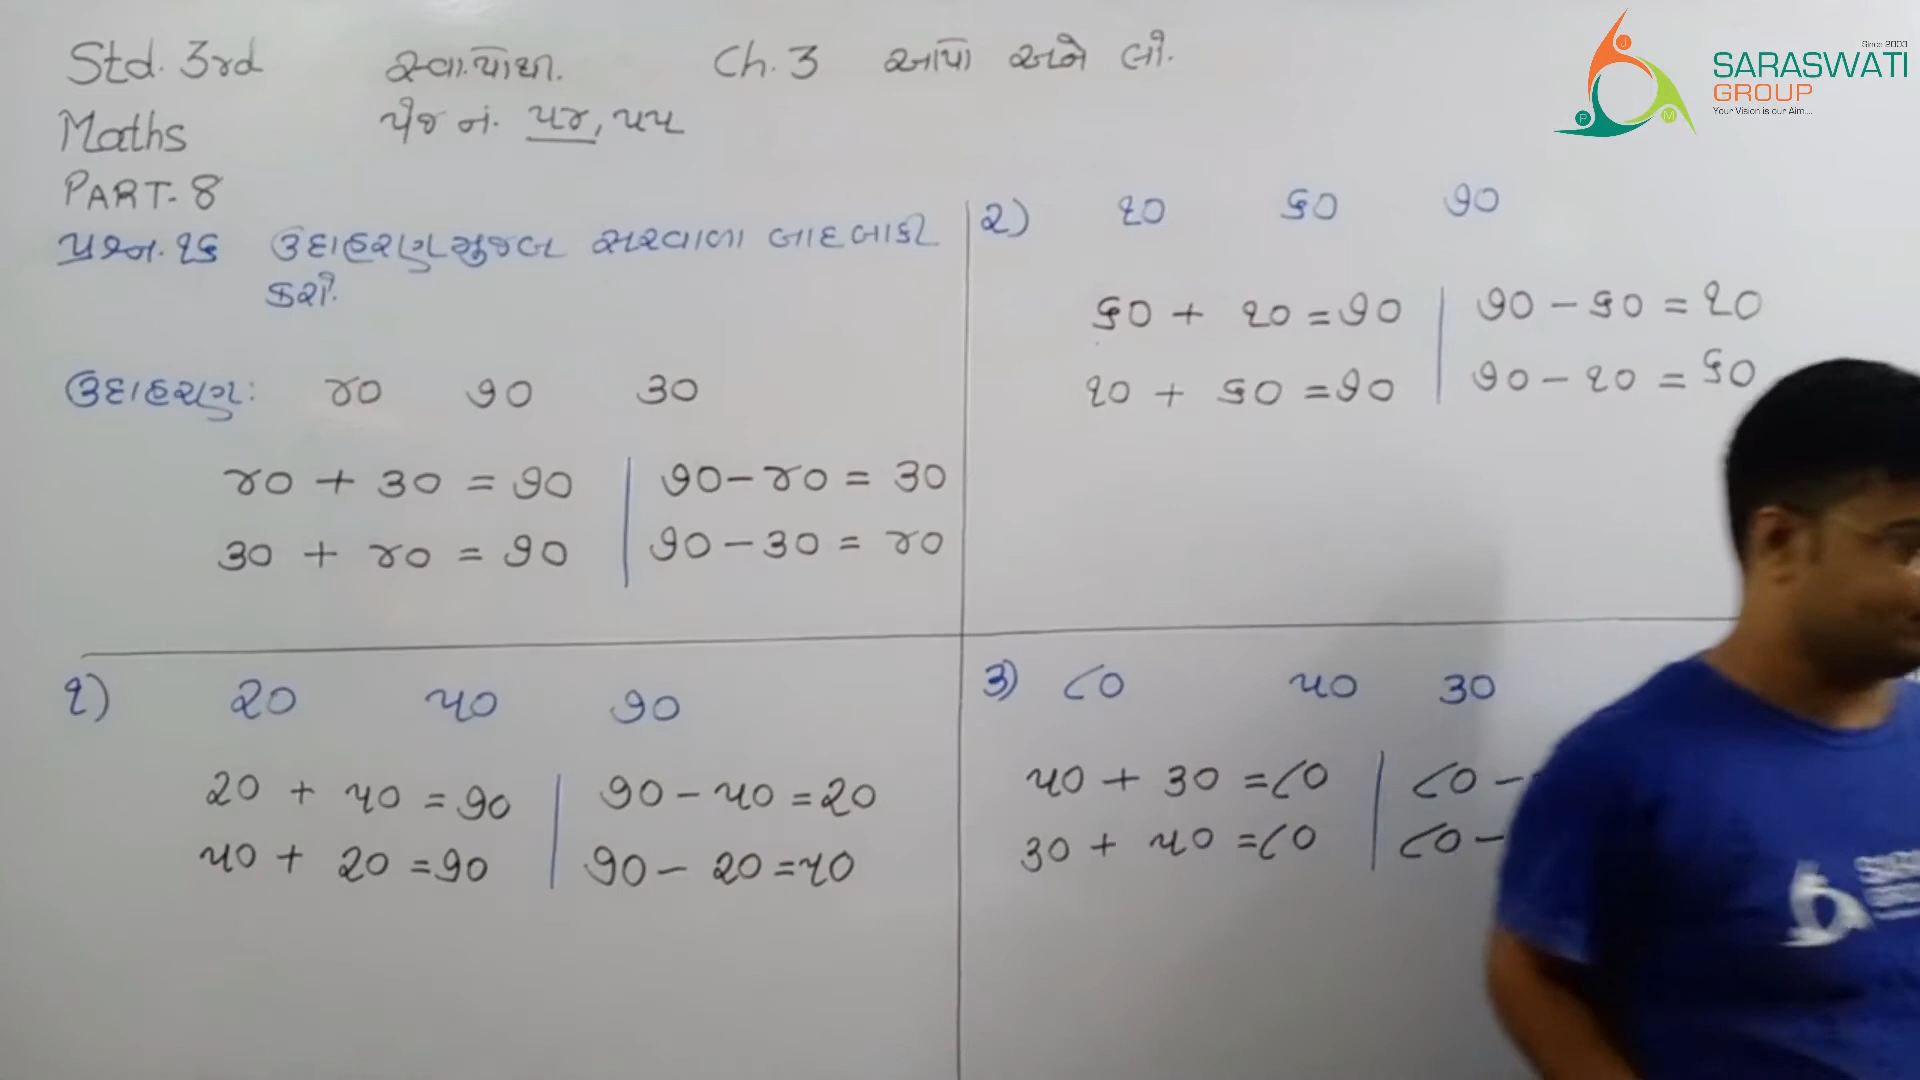 Std. 3rd સ્વા.પોથી. Ch. 3 આપો અને લો.
Maths પેજ નં. ૫૪, ૫૫
PART-8
પ્રશ્ન.૧૬ ઉદાહરણ મુજબ સરવાળા બાદબાકી
કરો.
ઉદાહરણ: ૪૦ ૭૦ ૩૦
૪૦ + ૩૦ = ૭૦ | ૭૦ - ૪૦ = ૩૦
૩૦ + ૪૦ = ૭૦ | ૭૦ - ૩૦ = ૪૦
૧) ૨૦ ૫૦ ૭૦
૨૦ + ૫૦ = ૭૦ | ૭૦ - ૫૦ = ૨૦
૫૦ + ૨૦ = ૭૦ | ૭૦ - ૨૦ = ૫૦
૨) ૧૦ ૬૦ ૭૦
૬૦ + ૧૦ = ૭૦ | ૭૦ - ૬૦ = ૧૦
૧૦ + ૬૦ = ૭૦ | ૭૦ - ૧૦ = ૬૦
૩) ૮૦ ૫૦ ૩૦
૫૦ + ૩૦ = ૮૦ | ૮૦ -
૩૦ + ૫૦ = ૮૦ | ૮૦ -
Since 2003
SARASWATI
GROUP
Your Vision is our Aim....
J
P
M